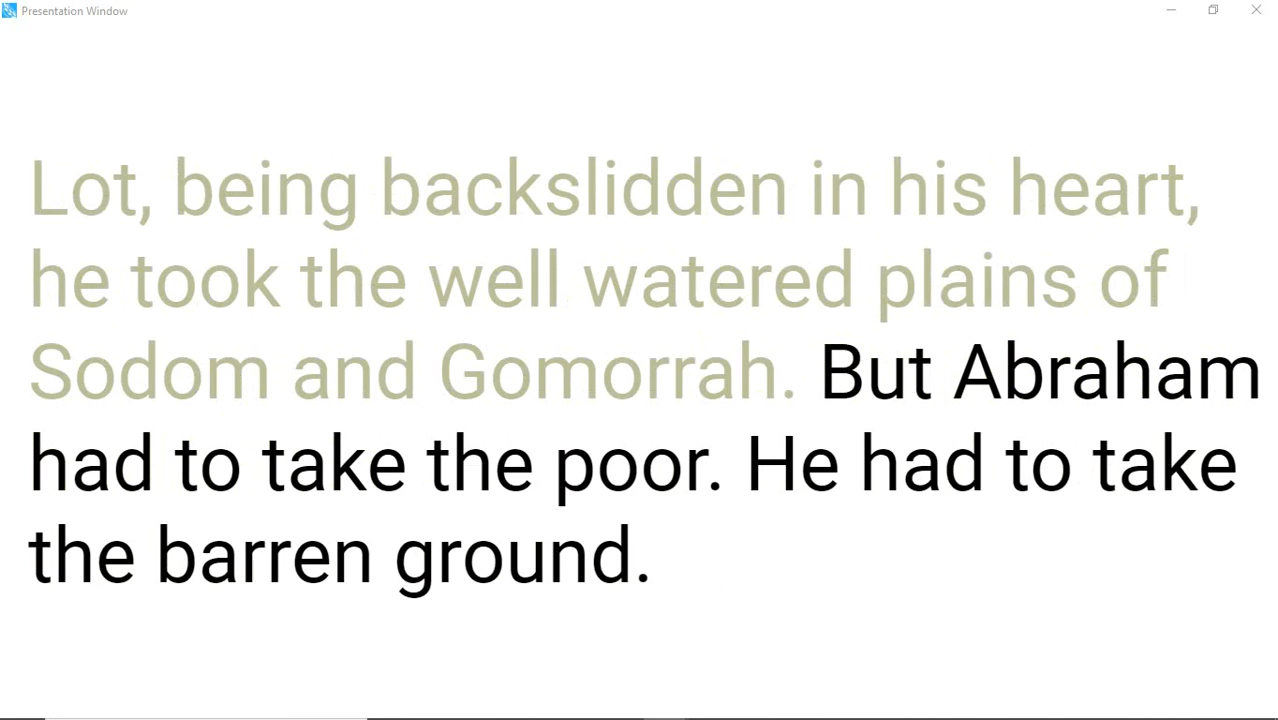 Presentation Window
Lot, being backslidden in his heart,
he took the well watered plains of
Sodom and Gomorrah. But Abraham
had to take the poor. He had to take
the barren ground.